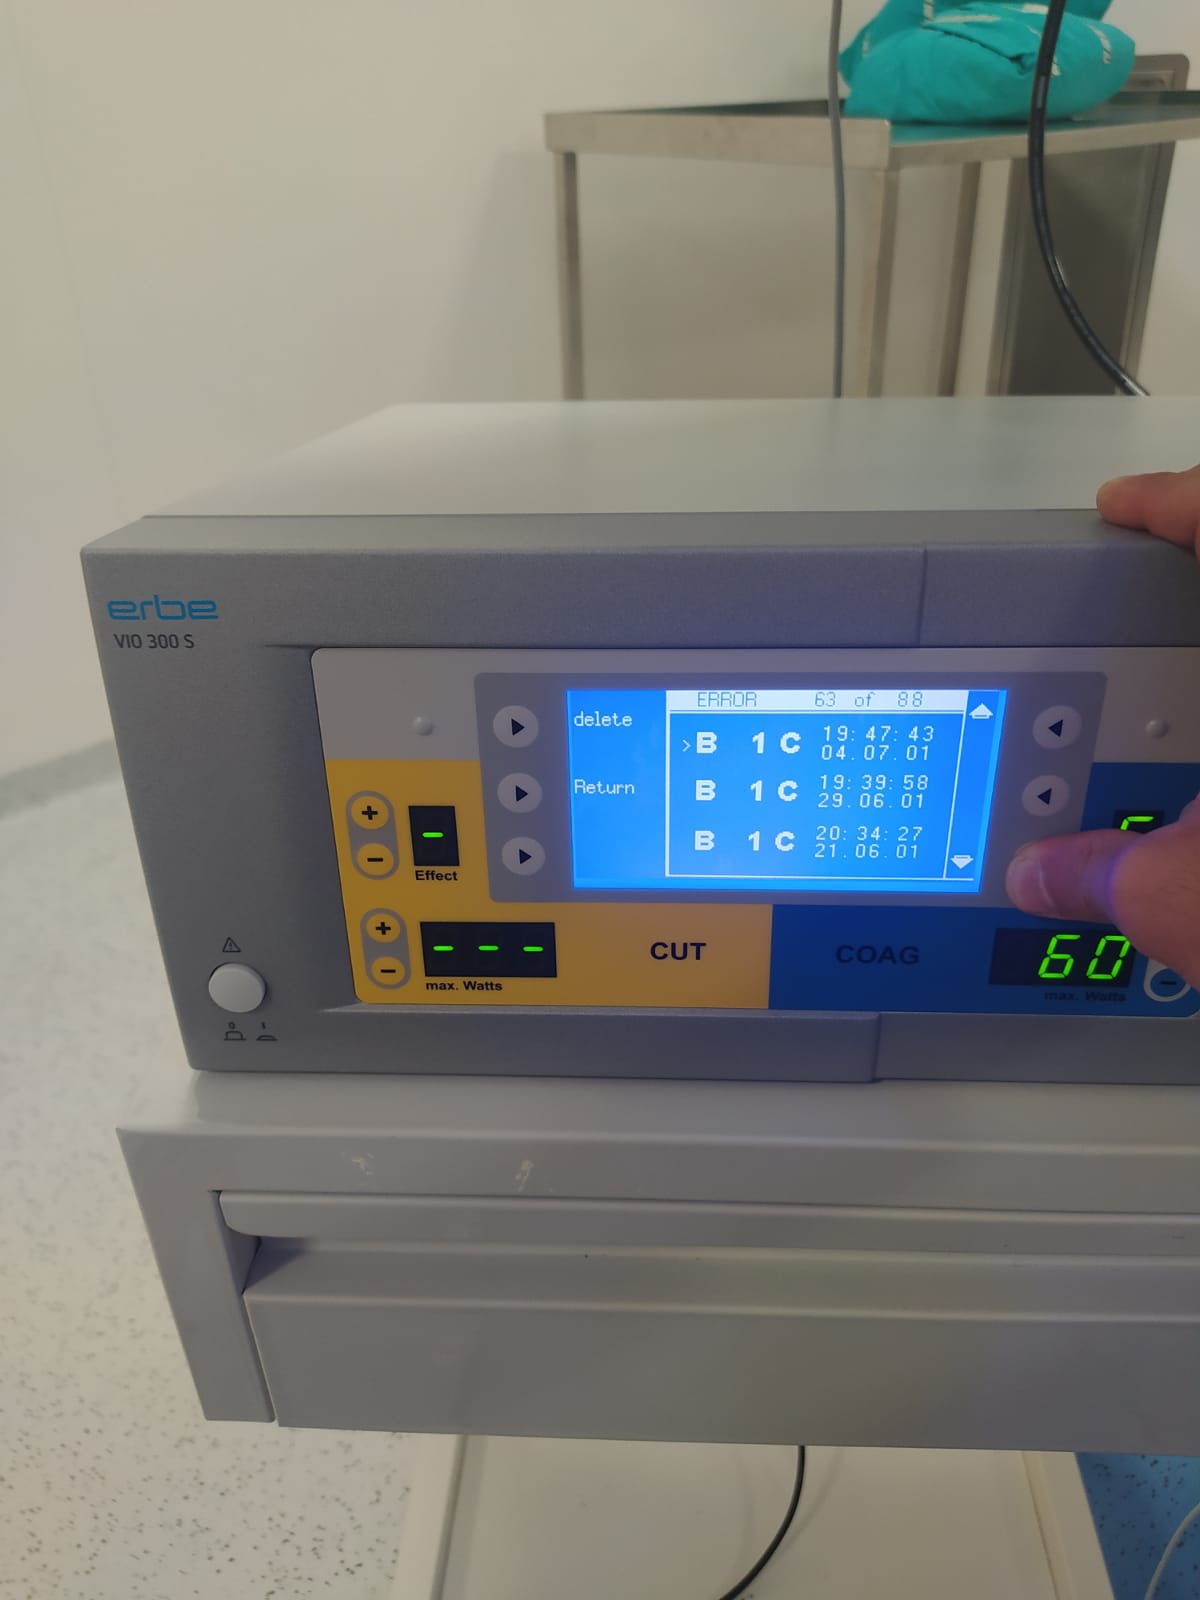 erbe
VIO 300 S
ERROR 63 of 88
delete
>B 1 C 19:47:43
04.07.01
Return
B 1 C 19:39:58
29.06.01
B 1 C 20:34:27
21.06.01
+
−
-
Effect
+
−
- - -
max. Watts
CUT
COAG
60
max. Watts
−
0 I